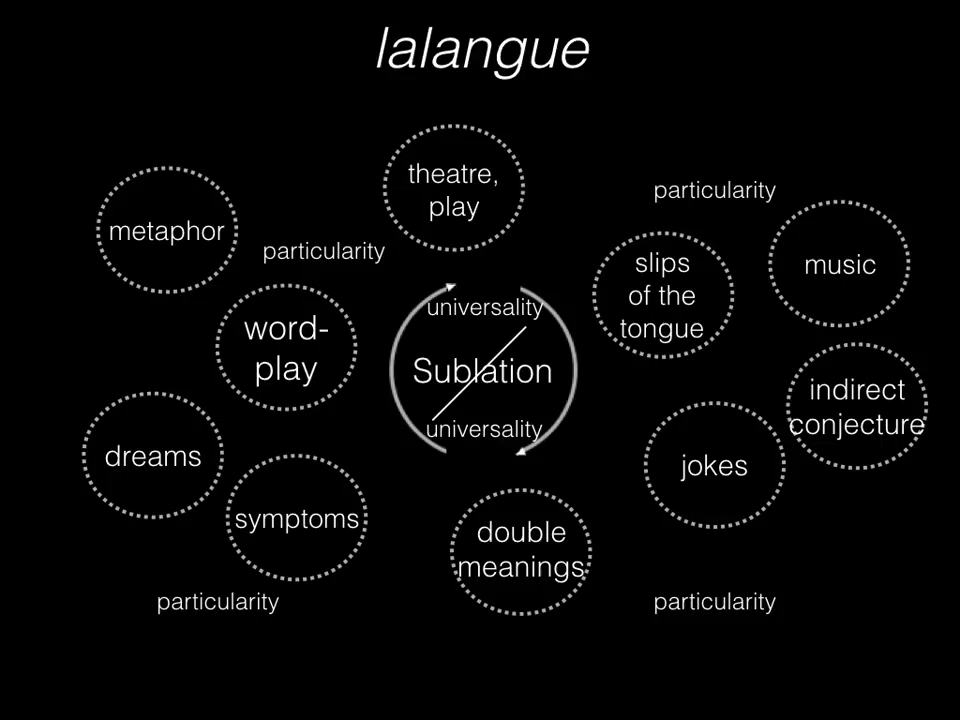 lalangue
theatre,
play
particularity
metaphor
particularity
slips
of the
tongue
music
word-
play
universality
Sublation
universality
indirect
conjecture
dreams
jokes
symptoms
double
meanings
particularity
particularity